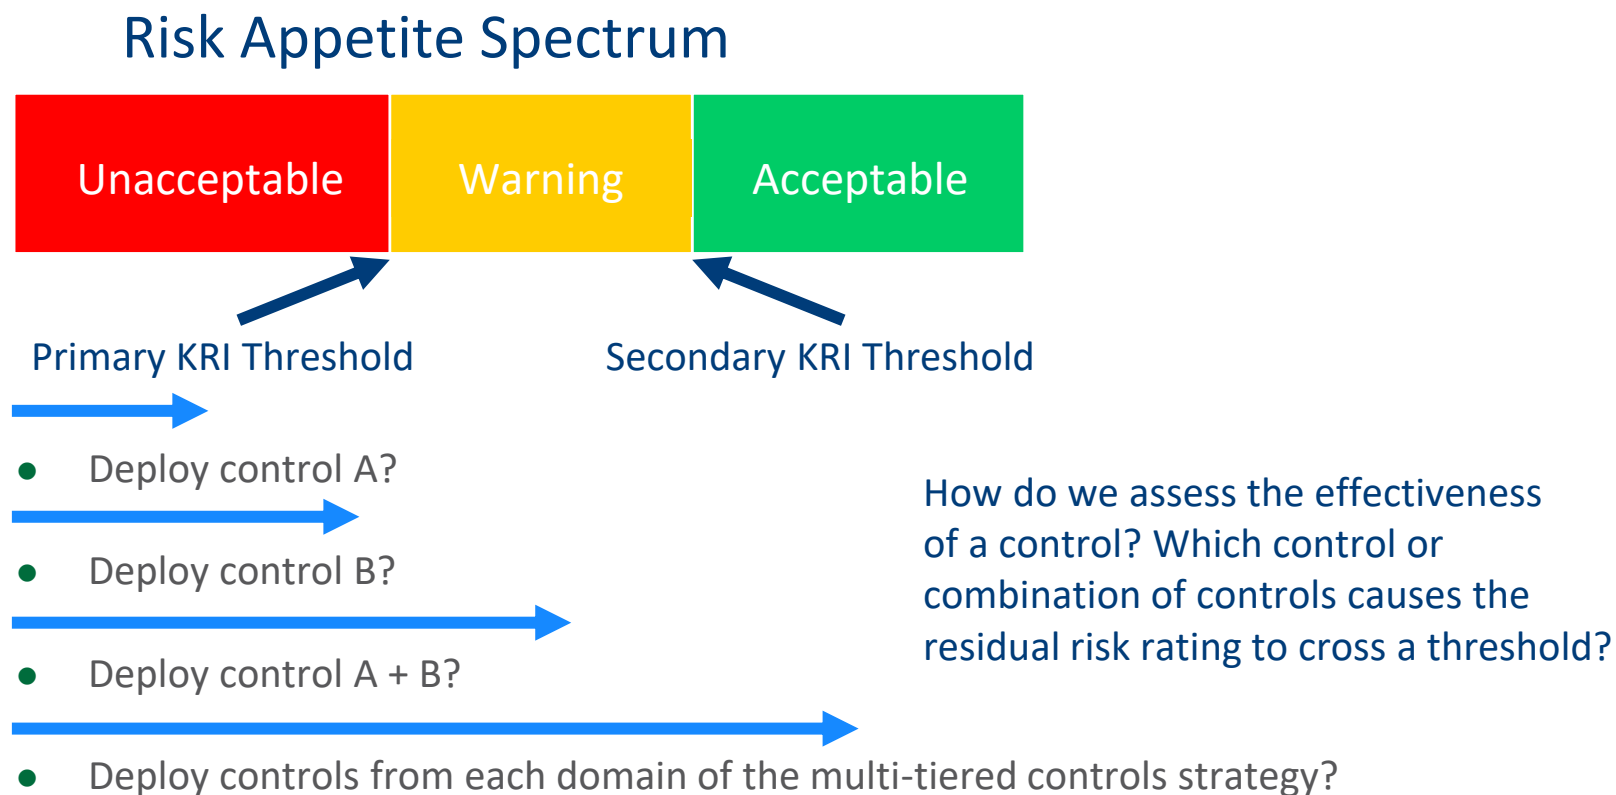 Risk Appetite Spectrum
Unacceptable
Warning
Acceptable
Primary KRI Threshold
Secondary KRI Threshold
• Deploy control A?
• Deploy control B?
• Deploy control A + B?
• Deploy controls from each domain of the multi-tiered controls strategy?
How do we assess the effectiveness
of a control? Which control or
combination of controls causes the
residual risk rating to cross a threshold?